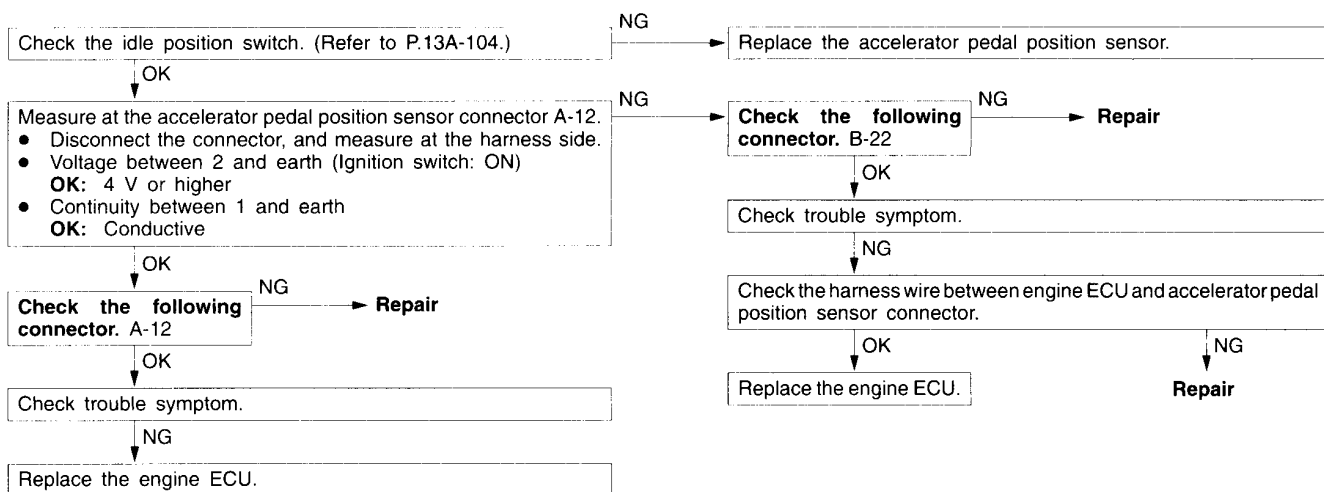 Check the idle position switch. (Refer to P.13A-104.)
NG
Replace the accelerator pedal position sensor.
OK
Measure at the accelerator pedal position sensor connector A-12.
● Disconnect the connector, and measure at the harness side.
● Voltage between 2 and earth (Ignition switch: ON)
OK: 4 V or higher
● Continuity between 1 and earth
OK: Conductive
NG
Check the following
connector. B-22
NG
Repair
OK
Check trouble symptom.
NG
Check the harness wire between engine ECU and accelerator pedal
position sensor connector.
OK
NG
Replace the engine ECU.
Repair
OK
Check the following
connector. A-12
NG
Repair
OK
Check trouble symptom.
NG
Replace the engine ECU.